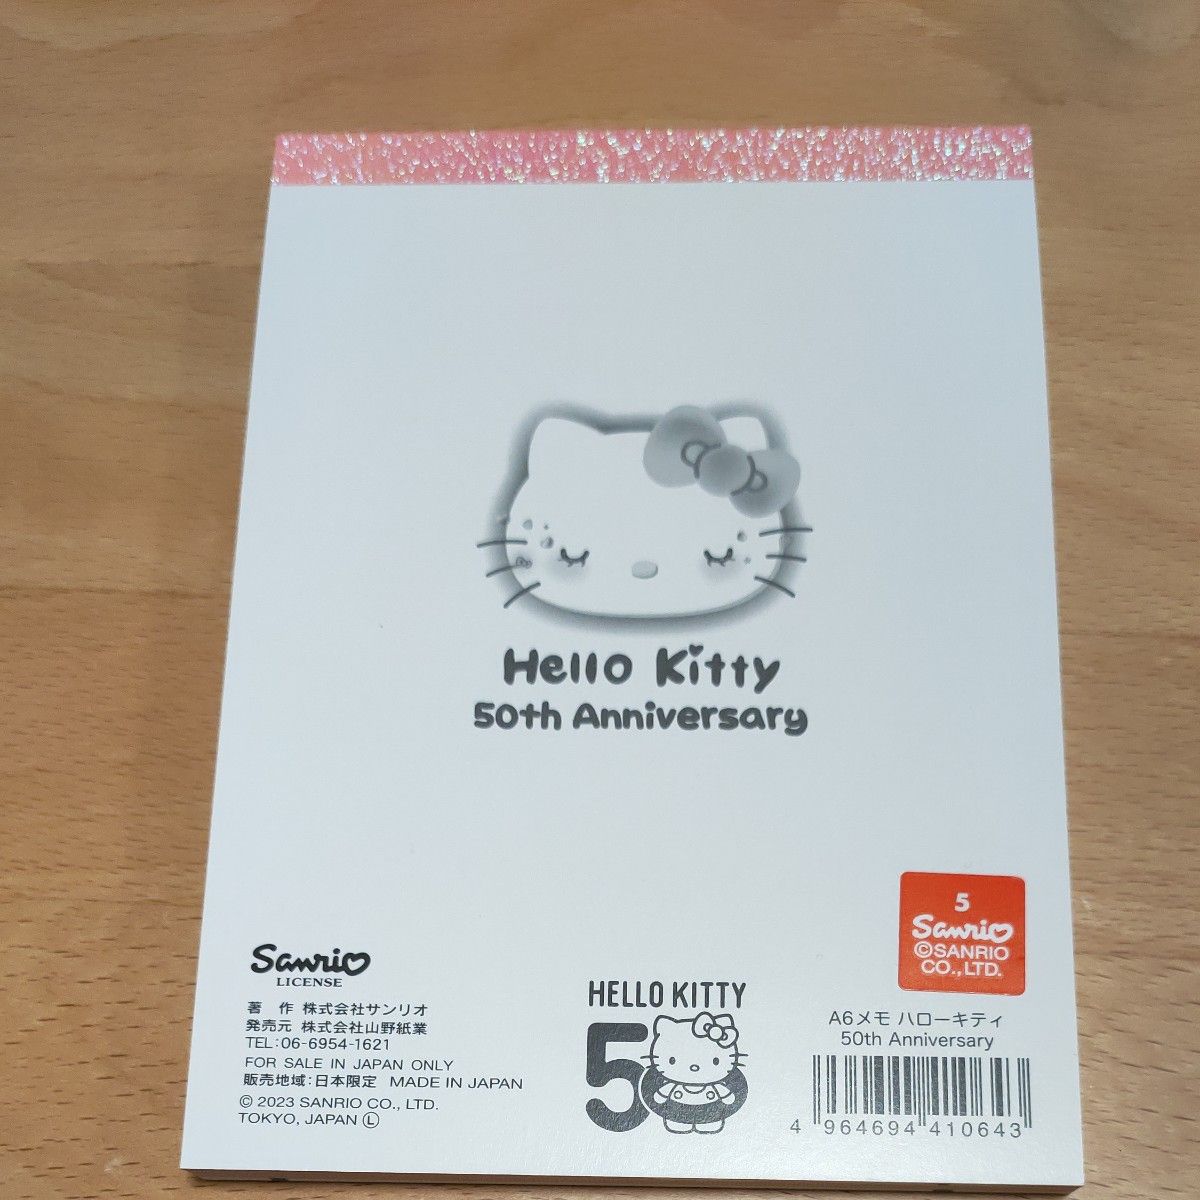 Hello Kitty
50th Anniversary
5
Sanrio
©SANRIO
CO.,LTD.
Sanrio
LICENSE
著　作 株式会社サンリオ
発売元 株式会社山野紙業
TEL:06-6954-1621
FOR SALE IN JAPAN ONLY
販売地域:日本限定 MADE IN JAPAN
© 2023 SANRIO CO., LTD.
TOKYO, JAPAN Ⓛ
HELLO KITTY
50
A6メモ ハローキティ
50th Anniversary
4 964694 410643